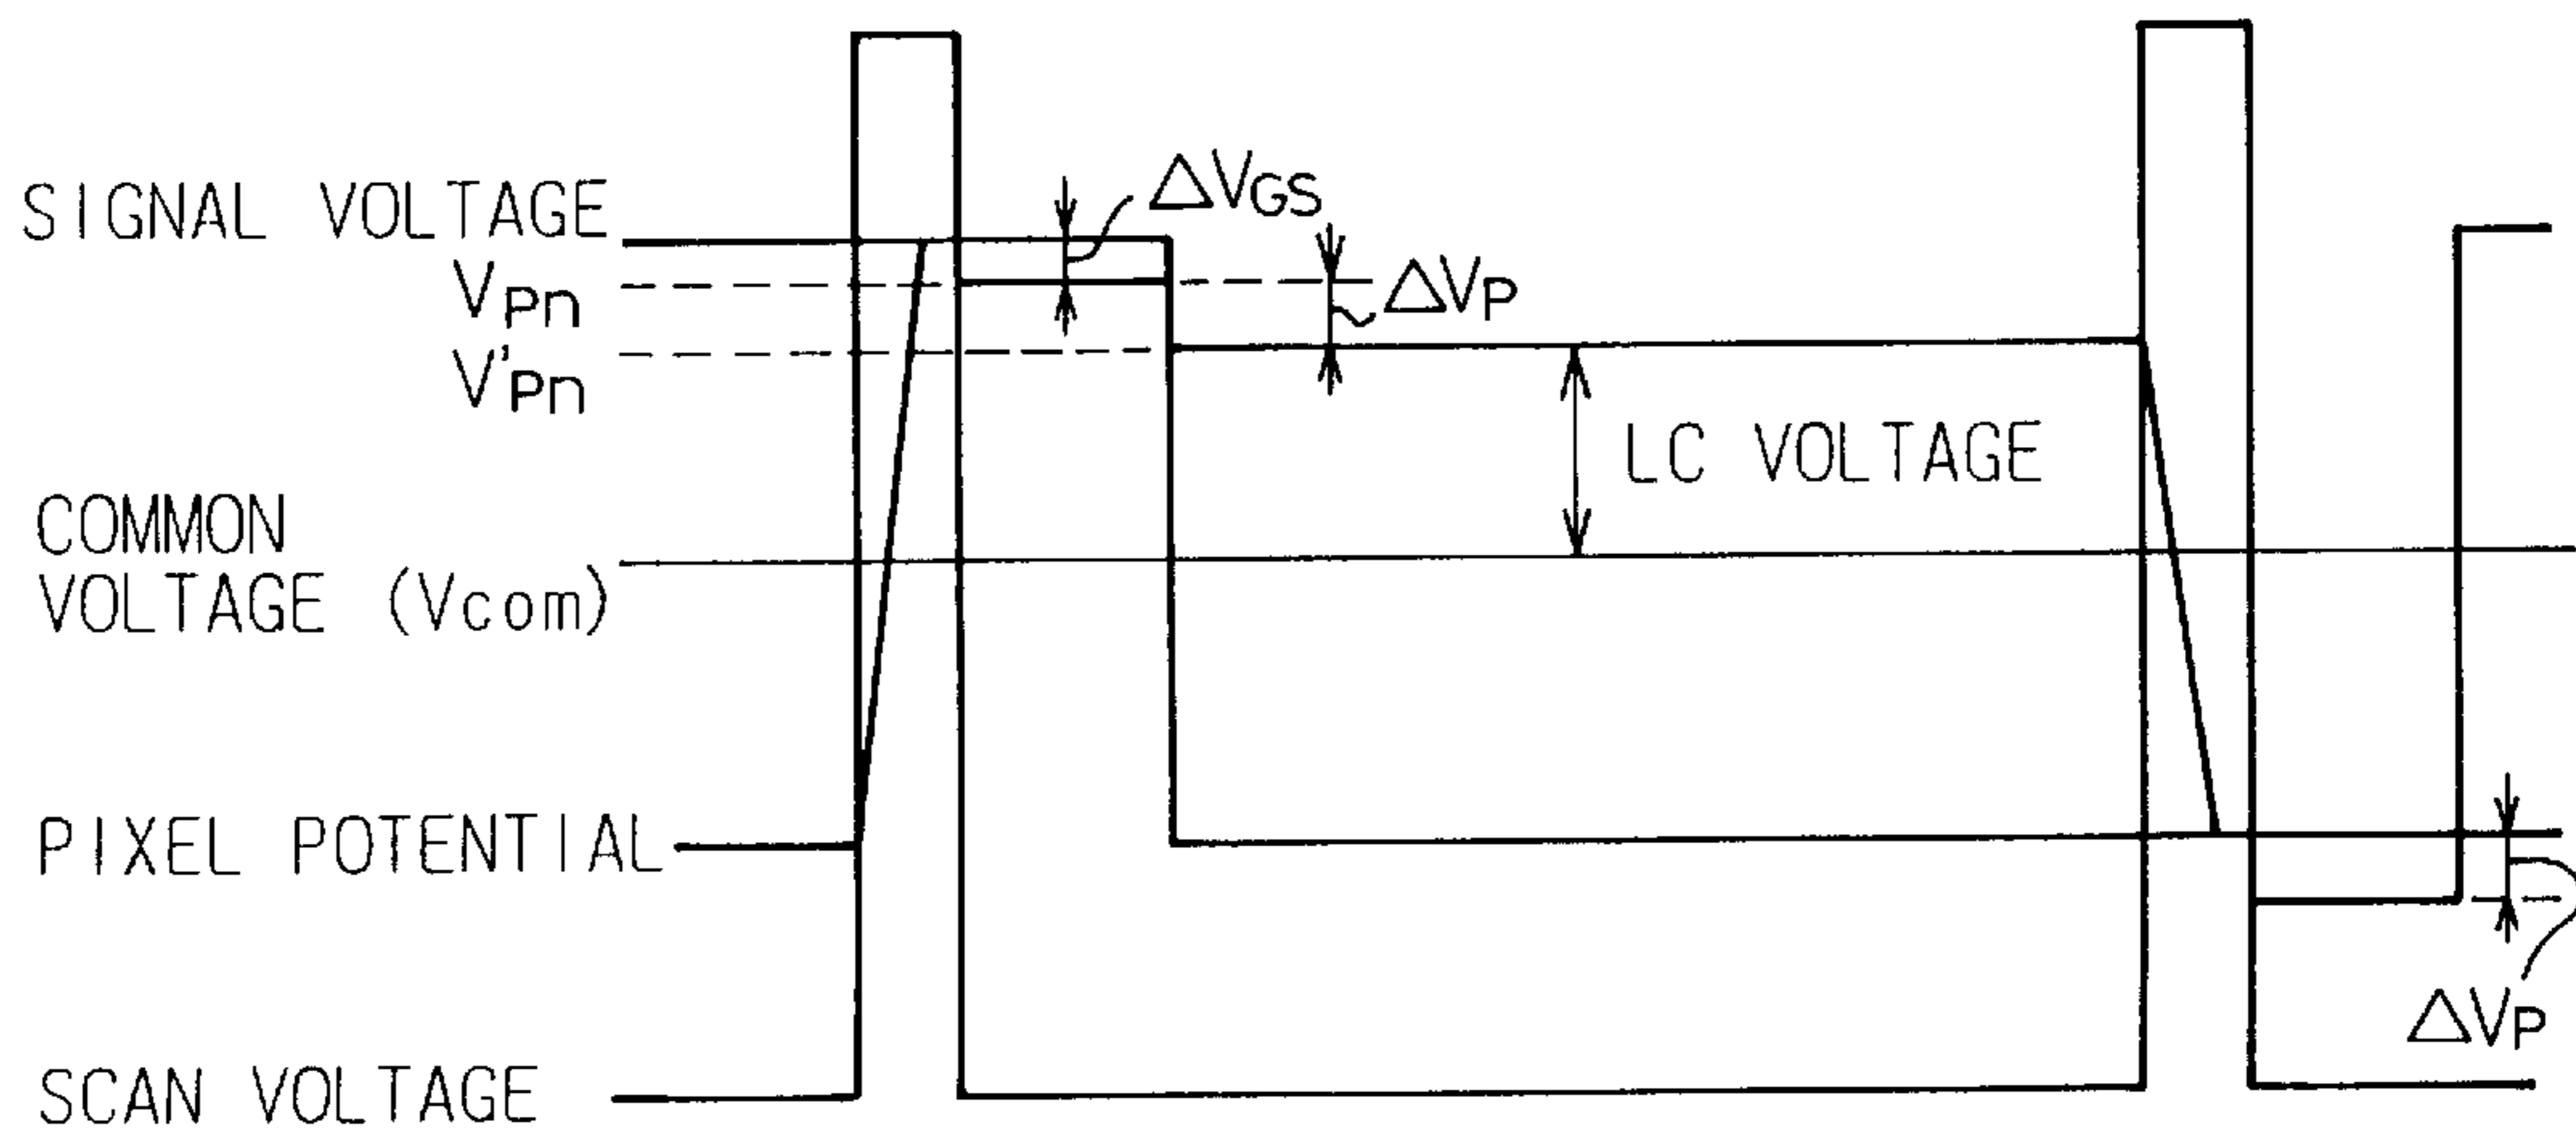 SIGNAL VOLTAGE
ΔVGS
VPn
ΔVP
V'Pn
LC VOLTAGE
COMMON
VOLTAGE (Vcom)
PIXEL POTENTIAL
ΔVP
SCAN VOLTAGE